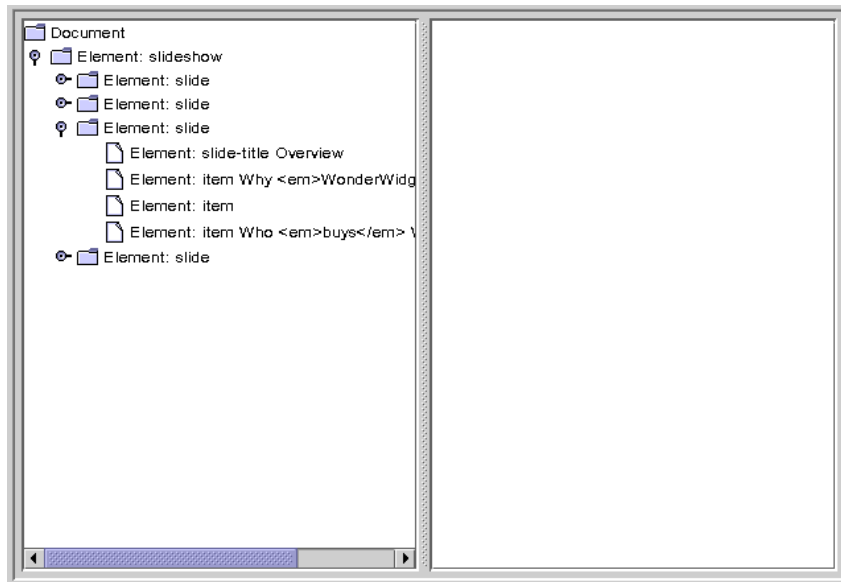 Document
Element: slideshow
Element: slide
Element: slide
Element: slide
Element: slide-title Overview
Element: item Why <em>WonderWidg
Element: item
Element: item Who <em>buys</em>
Element: slide